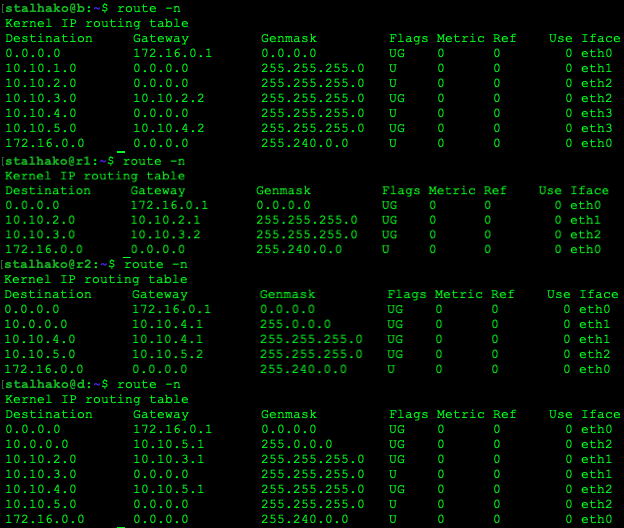 [stalhako@b:~$ route -n
Kernel IP routing table
Destination Gateway Genmask Flags Metric Ref Use Iface
0.0.0.0 172.16.0.1 0.0.0.0 UG 0 0 0 eth0
10.10.1.0 0.0.0.0 255.255.255.0 U 0 0 0 eth1
10.10.2.0 0.0.0.0 255.255.255.0 U 0 0 0 eth2
10.10.3.0 10.10.2.2 255.255.255.0 UG 0 0 0 eth2
10.10.4.0 0.0.0.0 255.255.255.0 U 0 0 0 eth3
10.10.5.0 10.10.4.2 255.255.255.0 UG 0 0 0 eth3
172.16.0.0 0.0.0.0 255.240.0.0 U 0 0 0 eth0
[stalhako@r1:~$ route -n
Kernel IP routing table
Destination Gateway Genmask Flags Metric Ref Use Iface
0.0.0.0 172.16.0.1 0.0.0.0 UG 0 0 0 eth0
10.10.2.0 10.10.2.1 255.255.255.0 UG 0 0 0 eth1
10.10.3.0 10.10.3.2 255.255.255.0 UG 0 0 0 eth2
172.16.0.0 0.0.0.0 255.240.0.0 U 0 0 0 eth0
[stalhako@r2:~$ route -n
Kernel IP routing table
Destination Gateway Genmask Flags Metric Ref Use Iface
0.0.0.0 172.16.0.1 0.0.0.0 UG 0 0 0 eth0
10.0.0.0 10.10.4.1 255.0.0.0 UG 0 0 0 eth1
10.10.4.0 10.10.4.1 255.255.255.0 UG 0 0 0 eth1
10.10.5.0 10.10.5.2 255.255.255.0 UG 0 0 0 eth2
172.16.0.0 0.0.0.0 255.240.0.0 U 0 0 0 eth0
[stalhako@d:~$ route -n
Kernel IP routing table
Destination Gateway Genmask Flags Metric Ref Use Iface
0.0.0.0 172.16.0.1 0.0.0.0 UG 0 0 0 eth0
10.0.0.0 10.10.5.1 255.0.0.0 UG 0 0 0 eth2
10.10.2.0 10.10.3.1 255.255.255.0 UG 0 0 0 eth1
10.10.3.0 0.0.0.0 255.255.255.0 U 0 0 0 eth1
10.10.4.0 10.10.5.1 255.255.255.0 UG 0 0 0 eth2
10.10.5.0 0.0.0.0 255.255.255.0 U 0 0 0 eth2
172.16.0.0 0.0.0.0 255.240.0.0 U 0 0 0 eth0